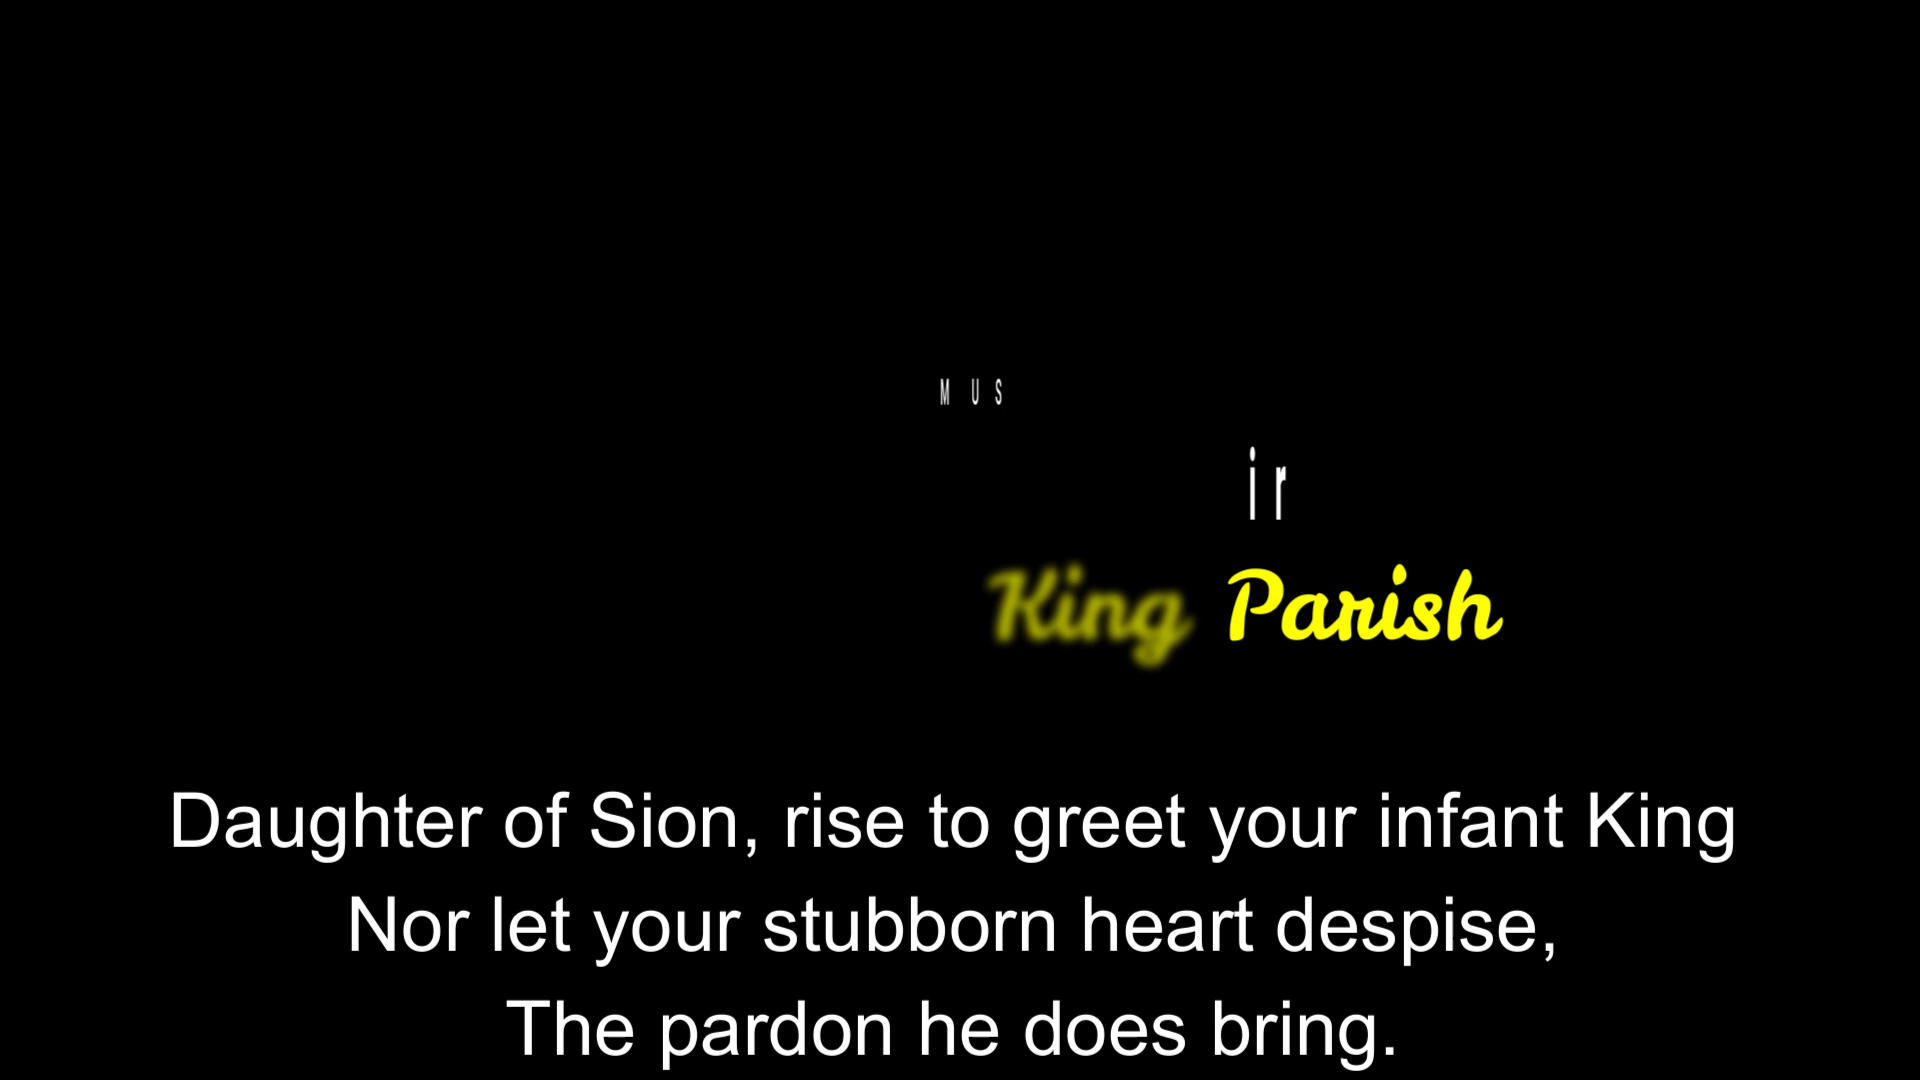 M U S
i r
King Parish
Daughter of Sion, rise to greet your infant King
Nor let your stubborn heart despise,
The pardon he does bring.